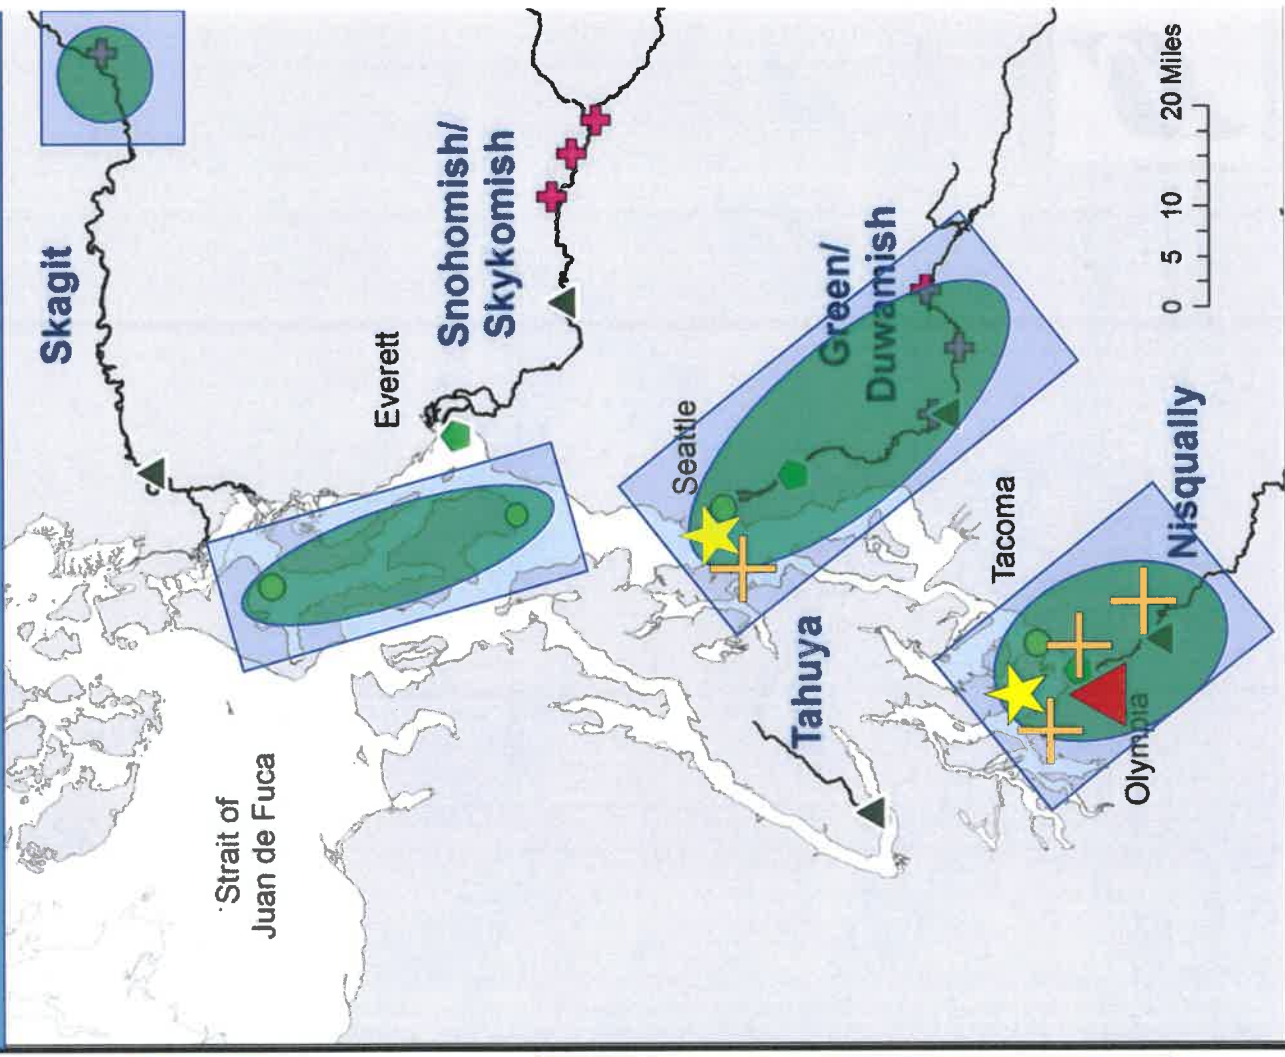 Skagit
Strait of
Juan de Fuca
Everett
Snohomish/
Skykomish
Seattle
Green/
Duwamish
Tahuya
Tacoma
Nisqually
Olympia
0 5 10 20 Miles